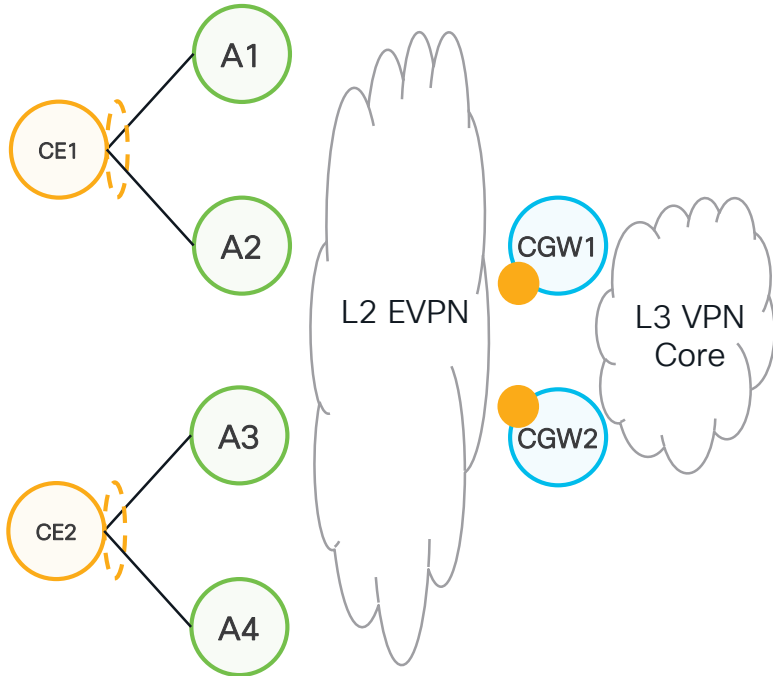 A1
CE1
A2
CGW1
L2 EVPN
L3 VPN
Core
A3
CGW2
CE2
A4